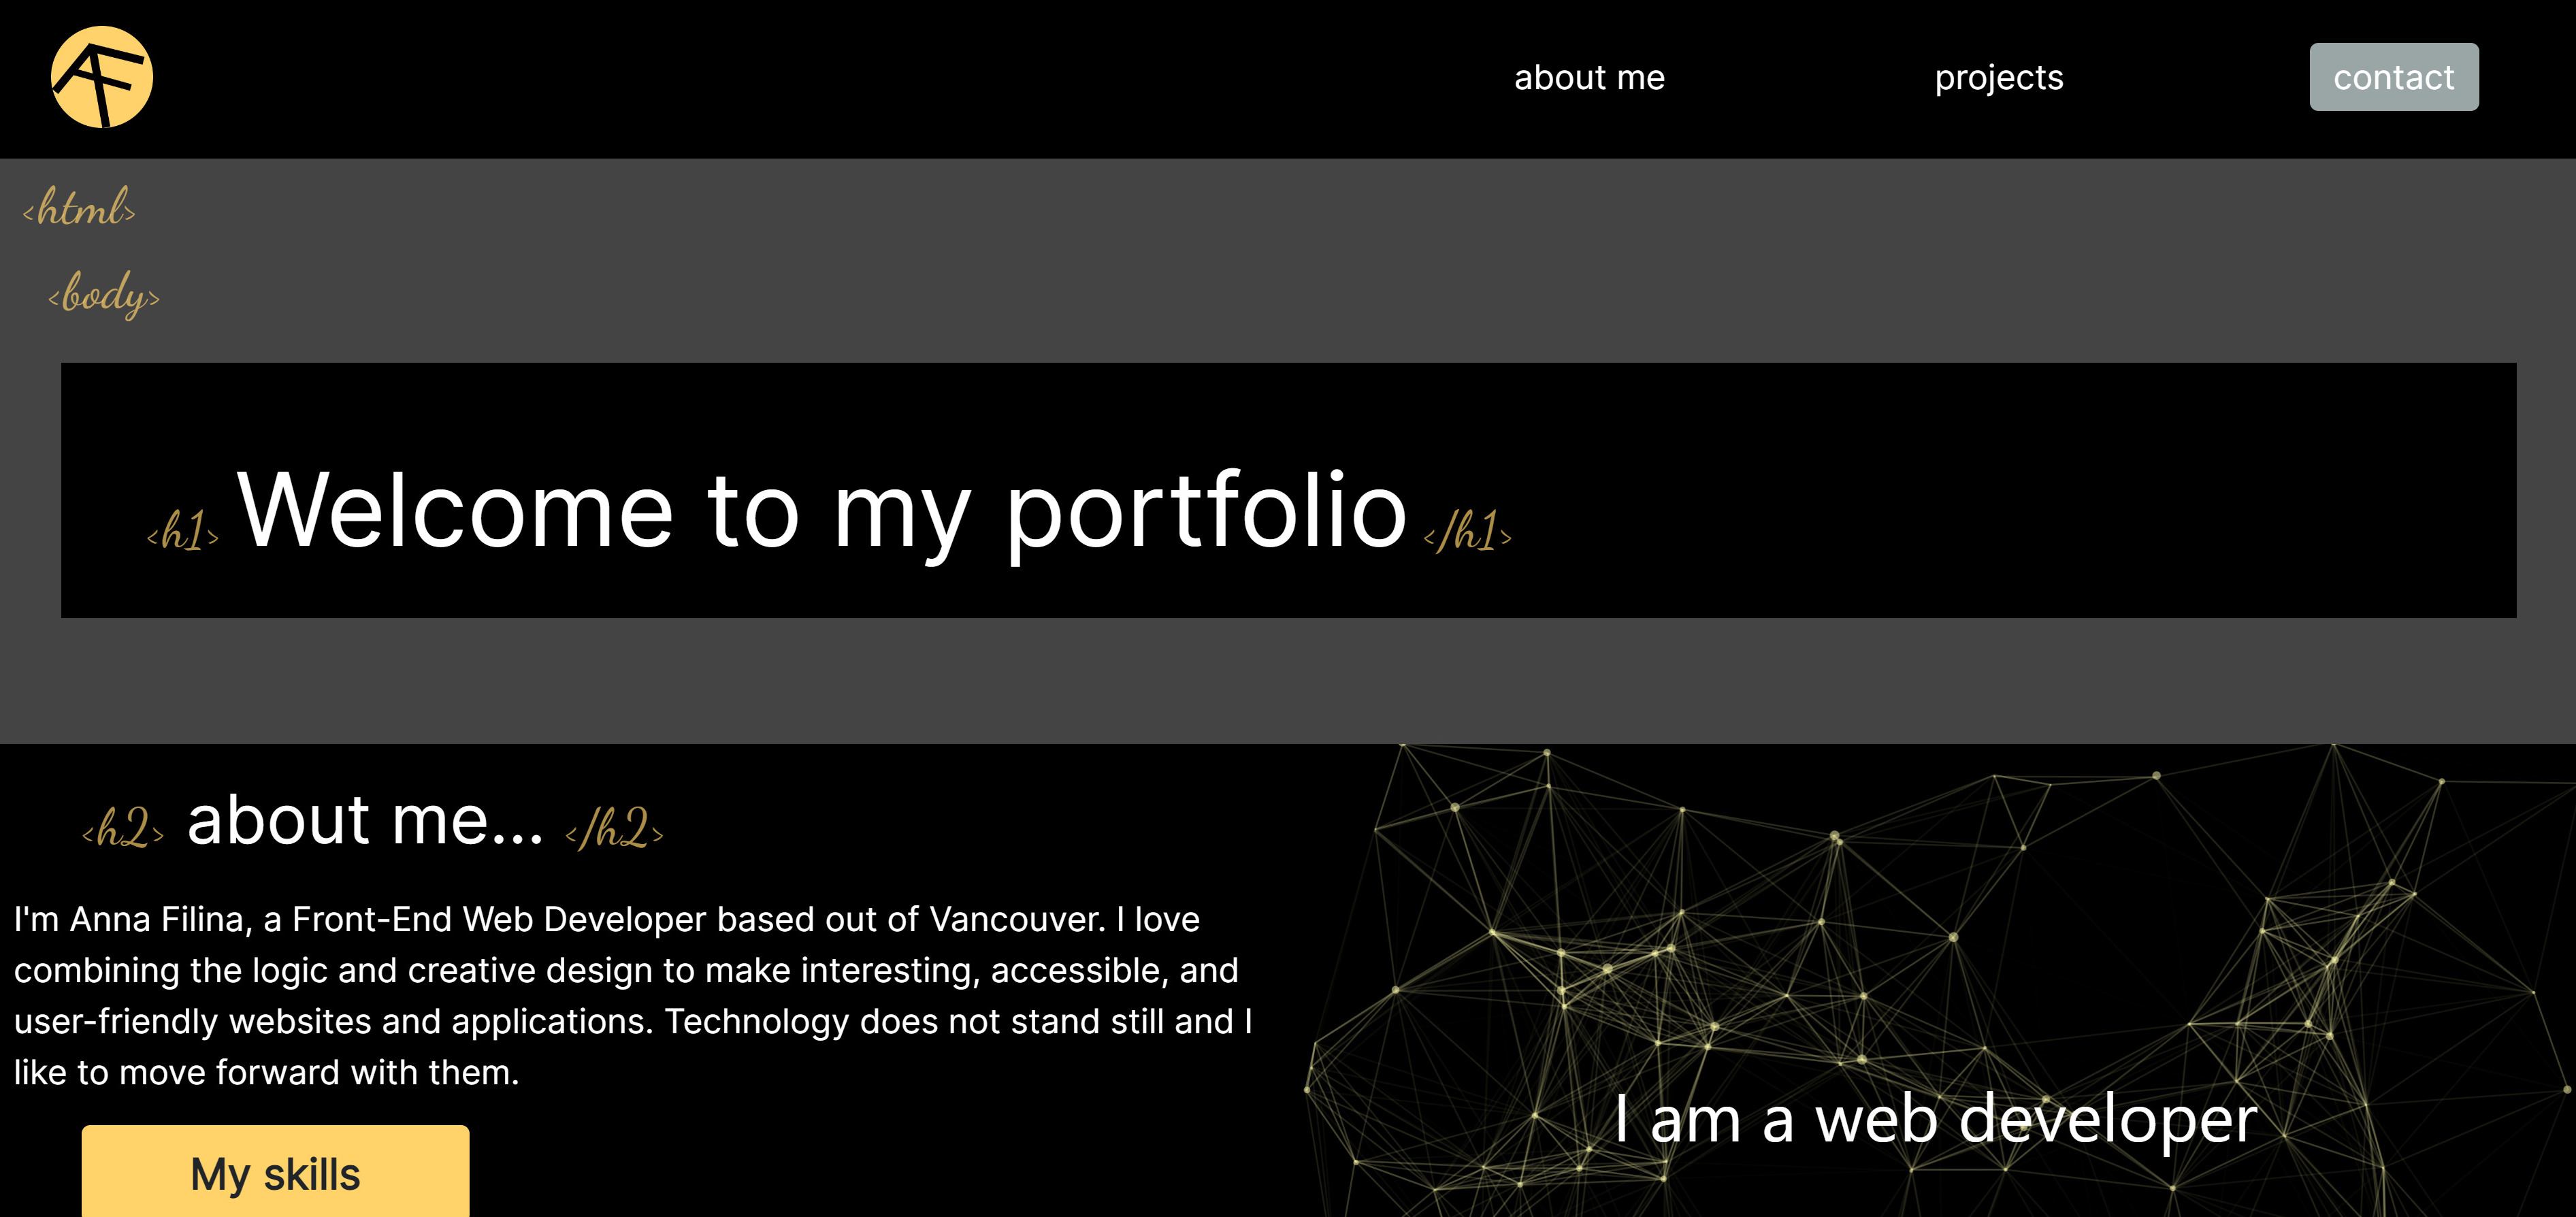 AF
about me
projects
contact
<html>
<body>
<h1> Welcome to my portfolio </h1>
<h2> about me... </h2>
I'm Anna Filina, a Front-End Web Developer based out of Vancouver. I love
combining the logic and creative design to make interesting, accessible, and
user-friendly websites and applications. Technology does not stand still and I
like to move forward with them.
I am a web developer
My skills